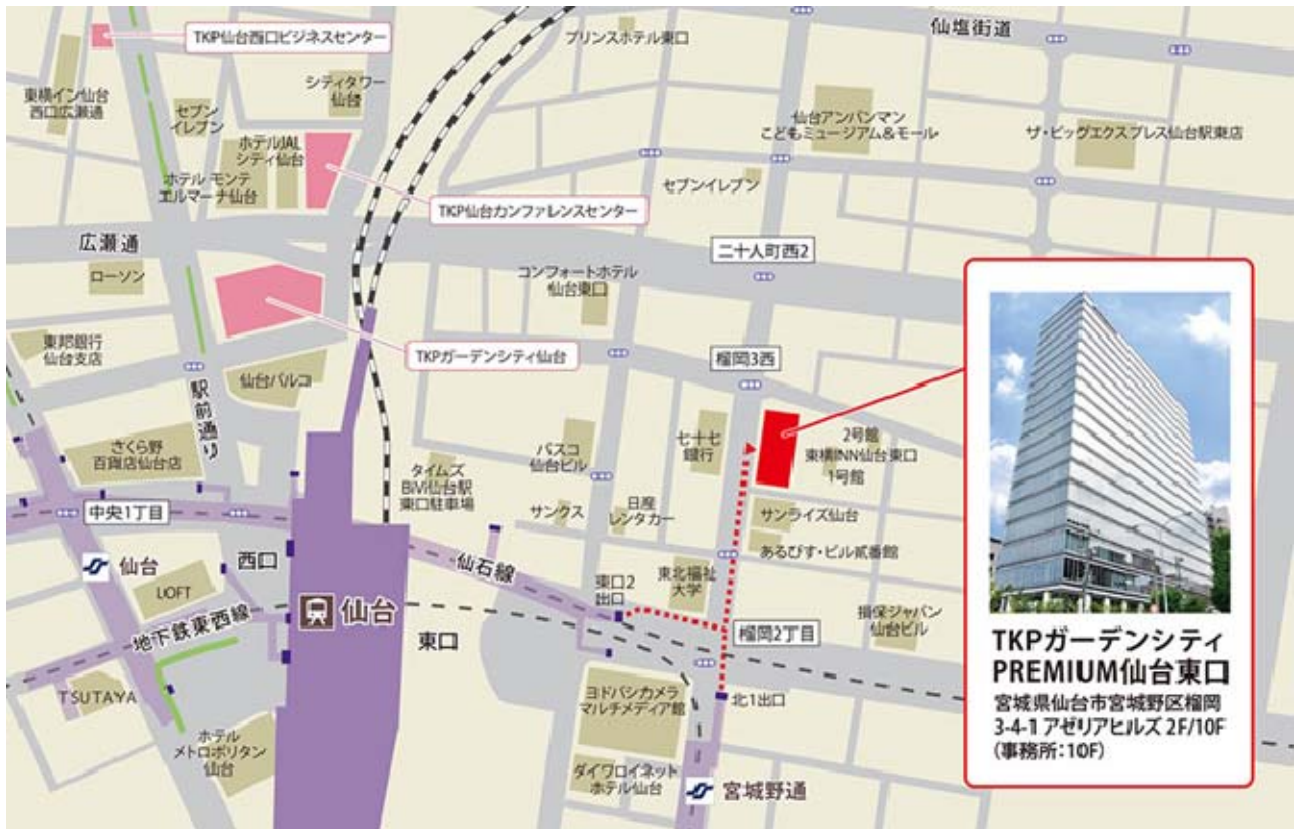 TKP仙台西口ビジネスセンター
プリンスホテル東口
仙塩街道
東横イン仙台
西口広瀬通
セブン
イレブン
シティタワー
仙台
ホテルJAL
シティ仙台
ホテル モンテ
エルマーナ仙台
仙台アンパンマン
こどもミュージアム&モール
ザ・ビッグエクスプレス仙台駅東店
セブンイレブン
TKP仙台カンファレンスセンター
広瀬通
ローソン
二十人町西2
コンフォートホテル
仙台東口
東邦銀行
仙台支店
TKPガーデンシティ仙台
榴岡3西
仙台パルコ
駅前通り
さくら野
百貨店仙台店
タイムズ
BiVi仙台駅
東口駐車場
パスコ
仙台ビル
七十七
銀行
2号館
東横INN仙台東口
1号館
サンクス
日産
レンタカー
サンライズ仙台
あるびす・ビル貳番館
中央1丁目
仙台
西口
LOFT
仙石線
東口2
出口
東北福祉
大学
榴岡2丁目
損保ジャパン
仙台ビル
地下鉄東西線
仙台
東口
TSUTAYA
ホテル
メトロポリタン
仙台
ヨドバシカメラ
マルチメディア館
北1出口
ダイワロイネット
ホテル仙台
宮城野通
TKPガーデンシティ
PREMIUM仙台東口
宮城県仙台市宮城野区榴岡
3-4-1 アゼリアヒルズ 2F/10F
(事務所:10F)